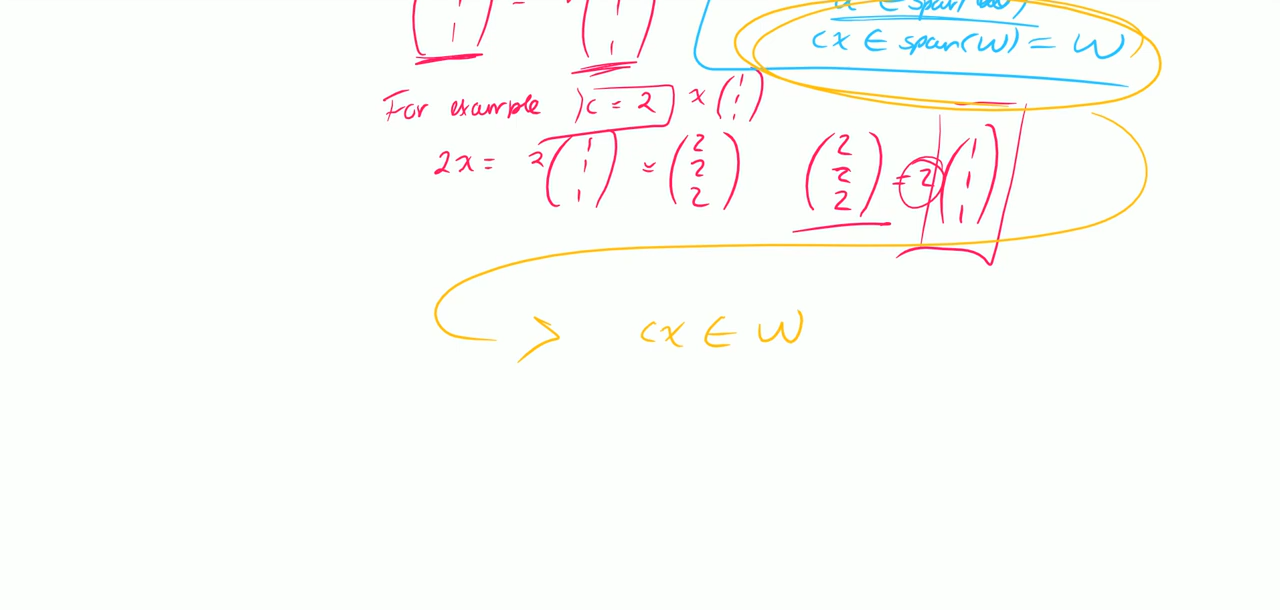 cx ∈ span(W) = W
For example c = 2 x (1 1 1)
2x = 2 (1 1 1) = (2 2 2) (2 2 2) = 2 (1 1 1)
cx ∈ W